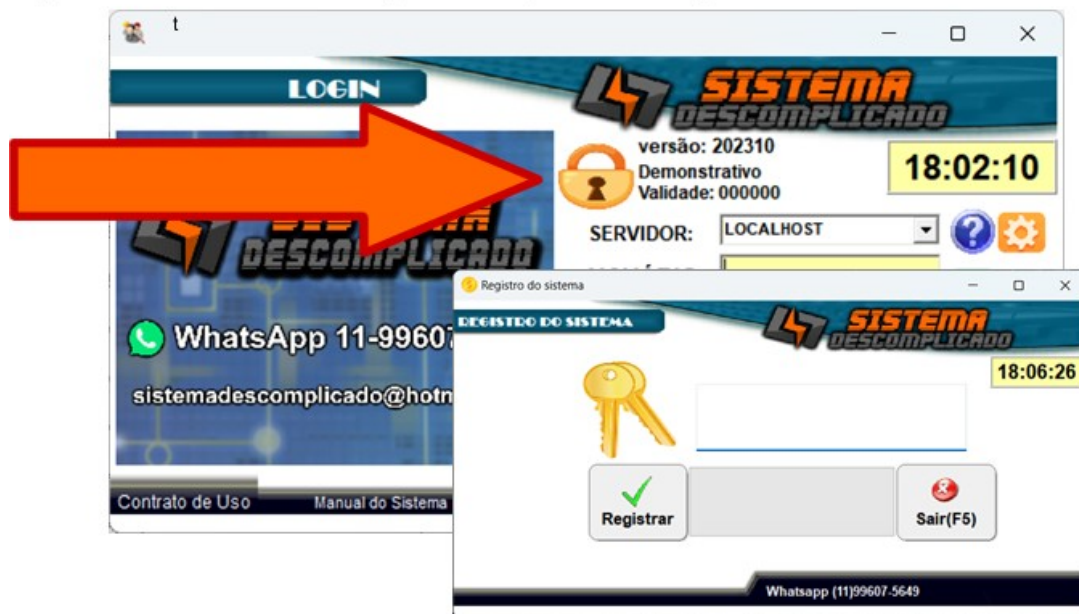 t
LOGIN
SISTEMA
DESCOMPLICADO
versão: 202310
Demonstrativo
Validade: 000000
18:02:10
SERVIDOR:
LOCALHOST
DESCOMPLICADO
WhatsApp 11-99607
sistemadescomplicado@hotm
Contrato de Uso
Manual do Sistema
Registro do sistema
REGISTRO DO SISTEMA
SISTEMA
DESCOMPLICADO
18:06:26
Registrar
Sair(F5)
Whatsapp (11)99607-5649